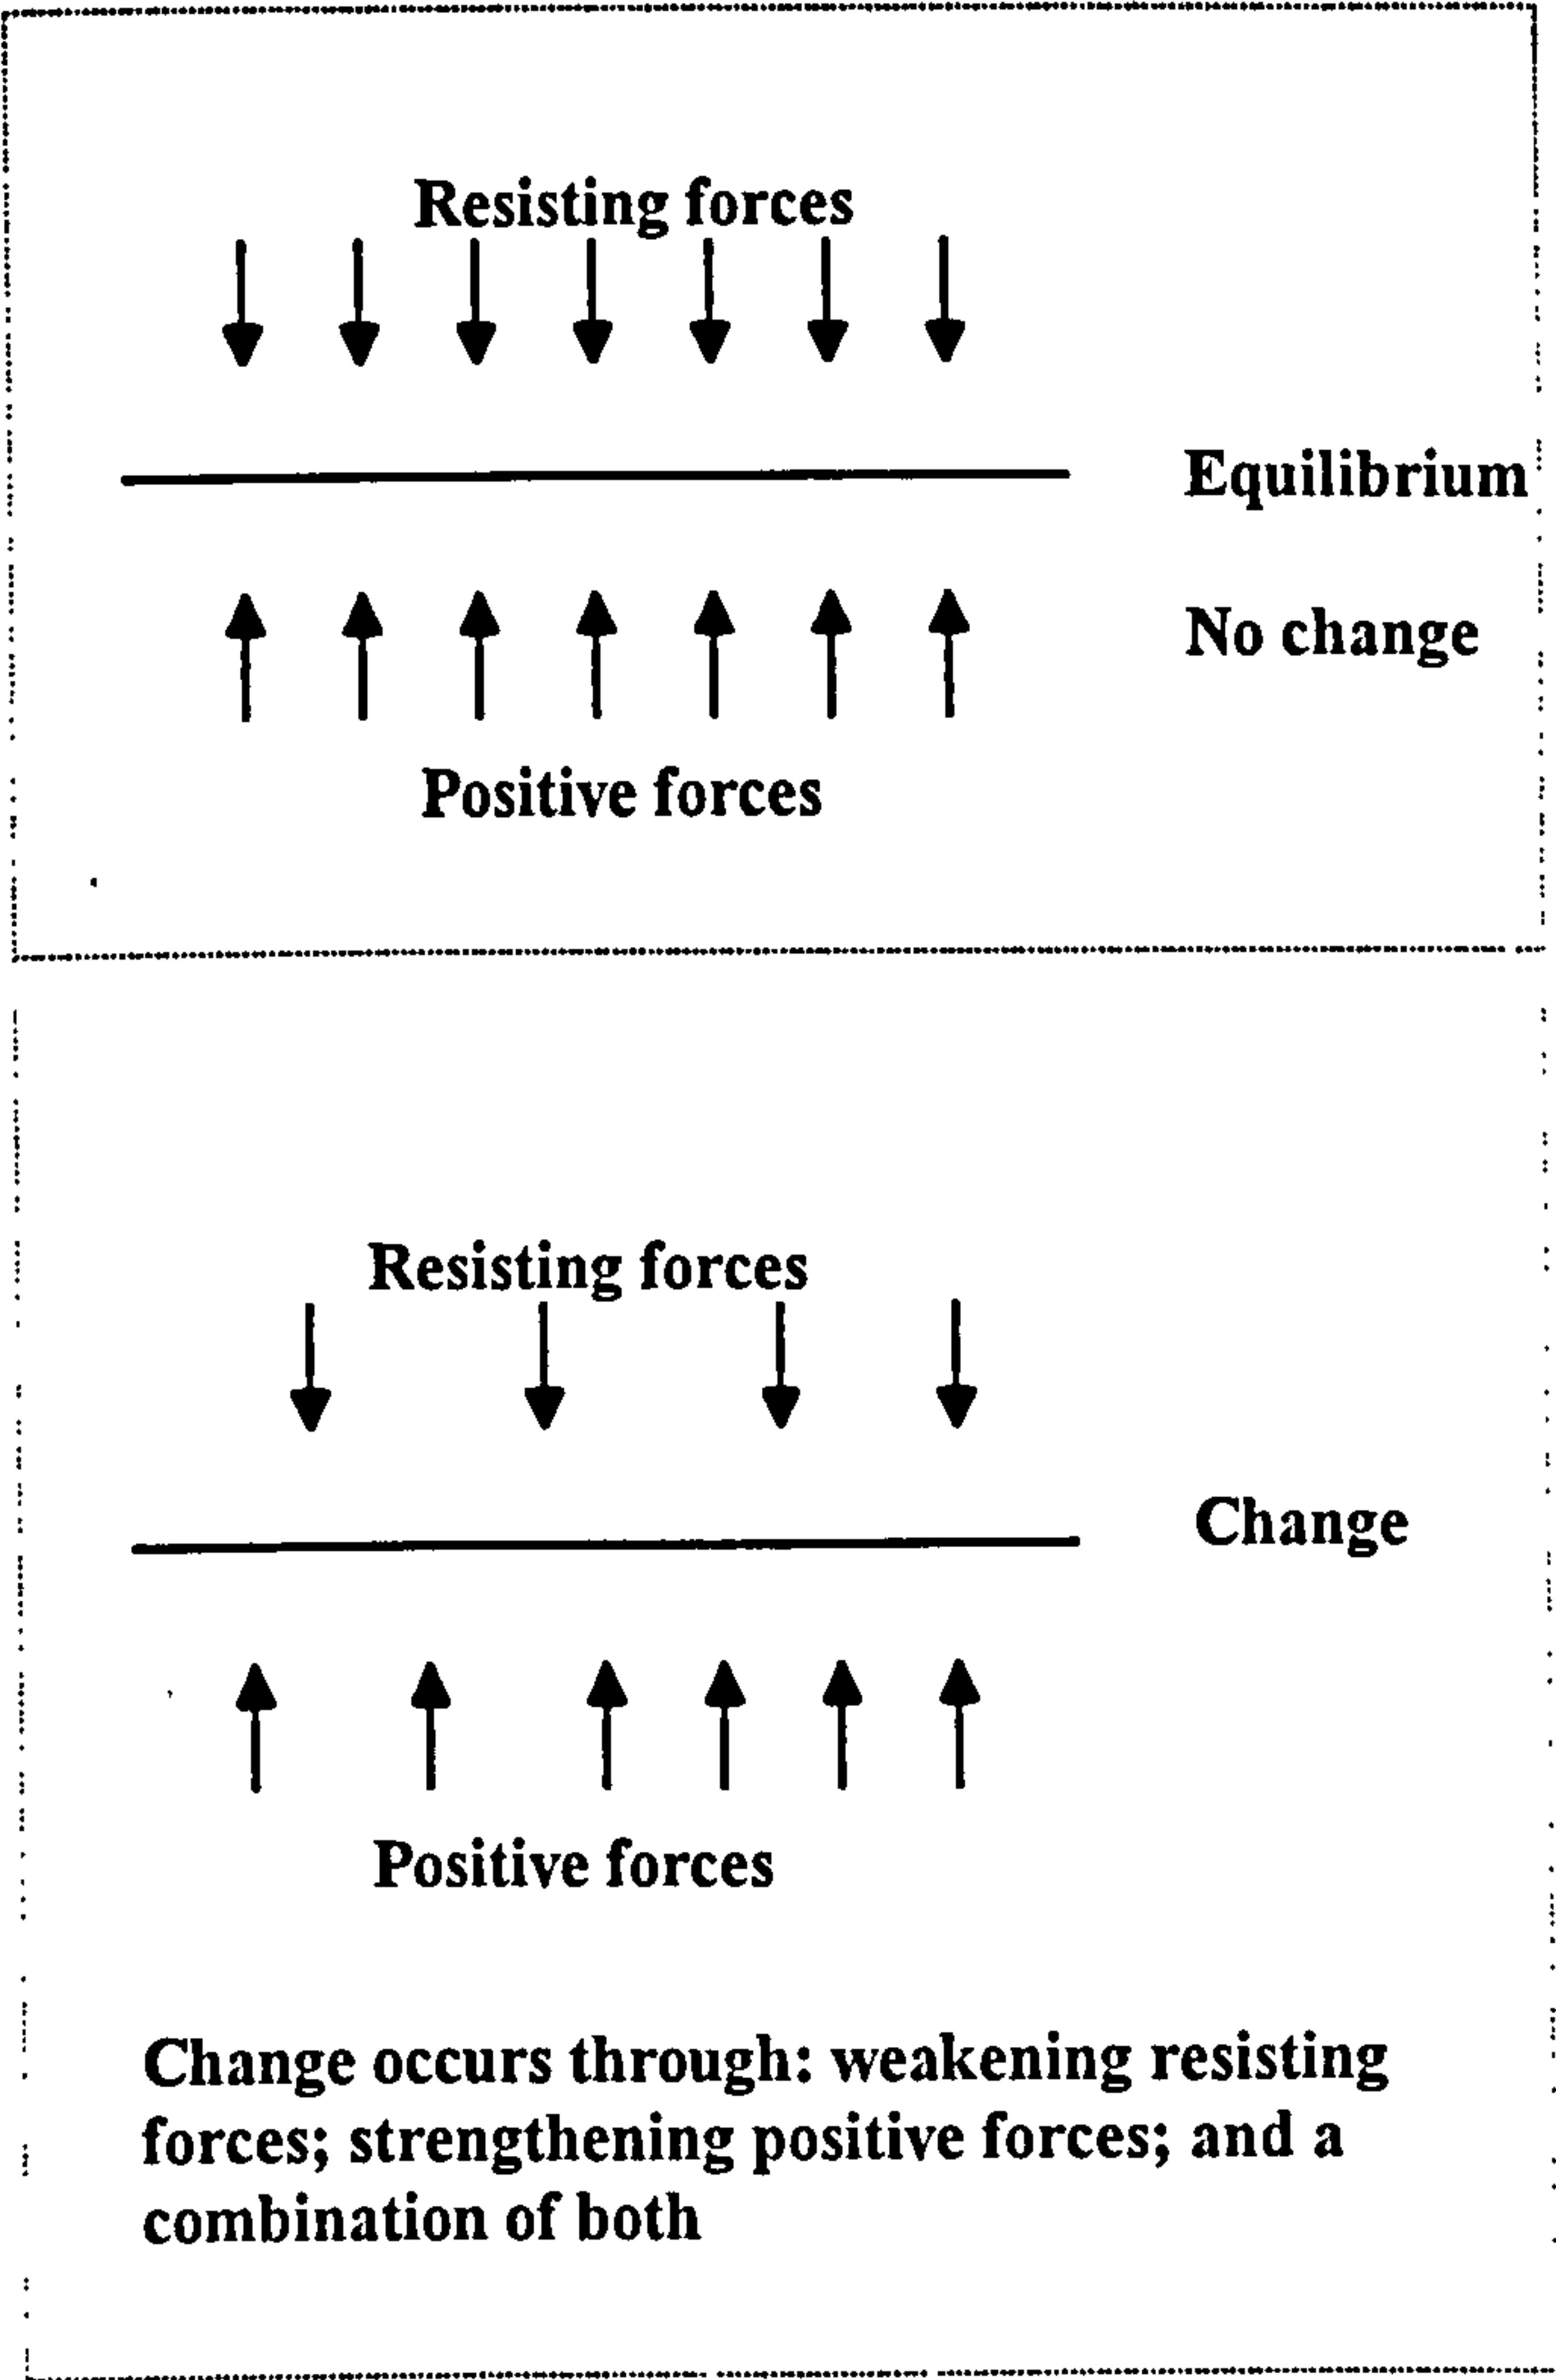 Resisting forces
Equilibrium
No change
Positive forces
Resisting forces
Change
Positive forces
Change occurs through: weakening resisting
forces; strengthening positive forces; and a
combination of both